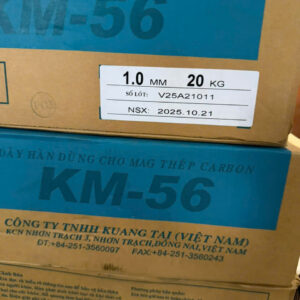 KM-56
1.0 MM 20 KG
SỐ LÓT: V25A21011
NSX: 2025.10.21
DÂY HÀN DÙNG CHO MAG THÉP CARBON
KM-56
CÔNG TY TNHH KUANG TAI (VIỆT NAM)
KCN NHƠN TRẠCH 3, NHƠN TRẠCH, ĐỒNG NAI, VIỆT NAM
ĐT:+84-251-3560097 FAX:+84-251-3560243